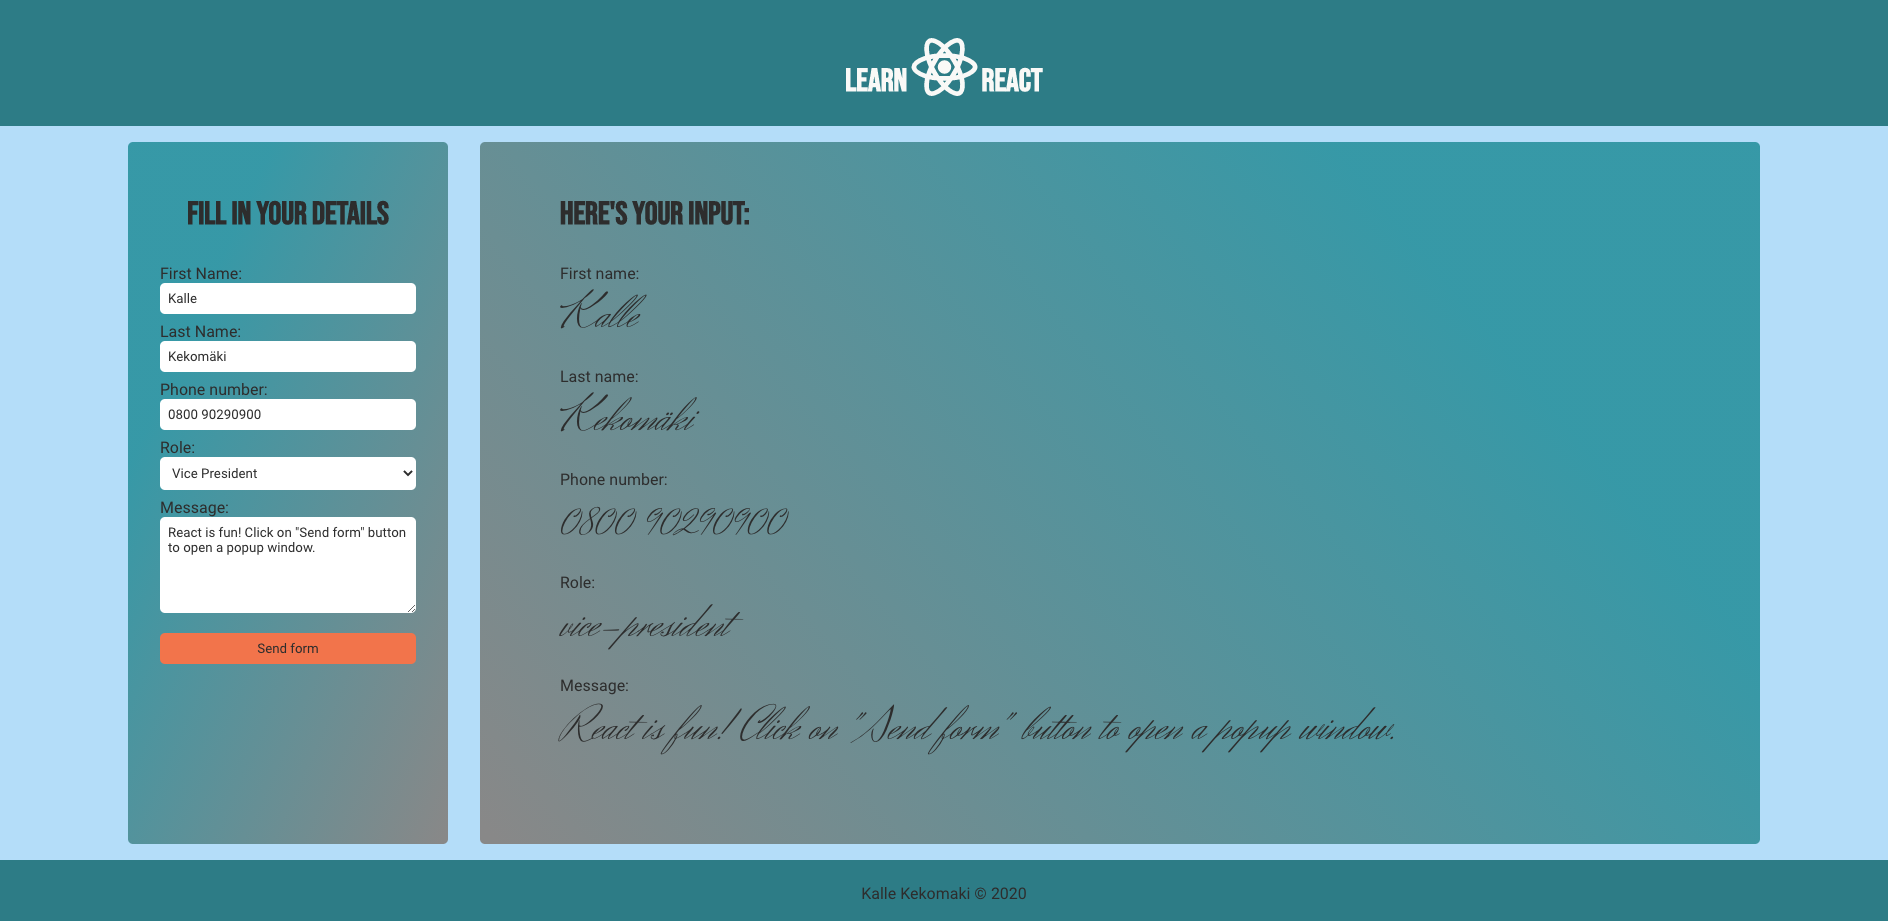 LEARN REACT
FILL IN YOUR DETAILS
First Name:
Kalle
Last Name:
Kekomäki
Phone number:
0800 90290900
Role:
Vice President
Message:
React is fun! Click on "Send form" button
to open a popup window.
Send form
HERE'S YOUR INPUT:
First name:
Kalle
Last name:
Kekomäki
Phone number:
0800 90290900
Role:
vice-president
Message:
React is fun! Click on "Send form" button to open a popup window.
Kalle Kekomaki © 2020